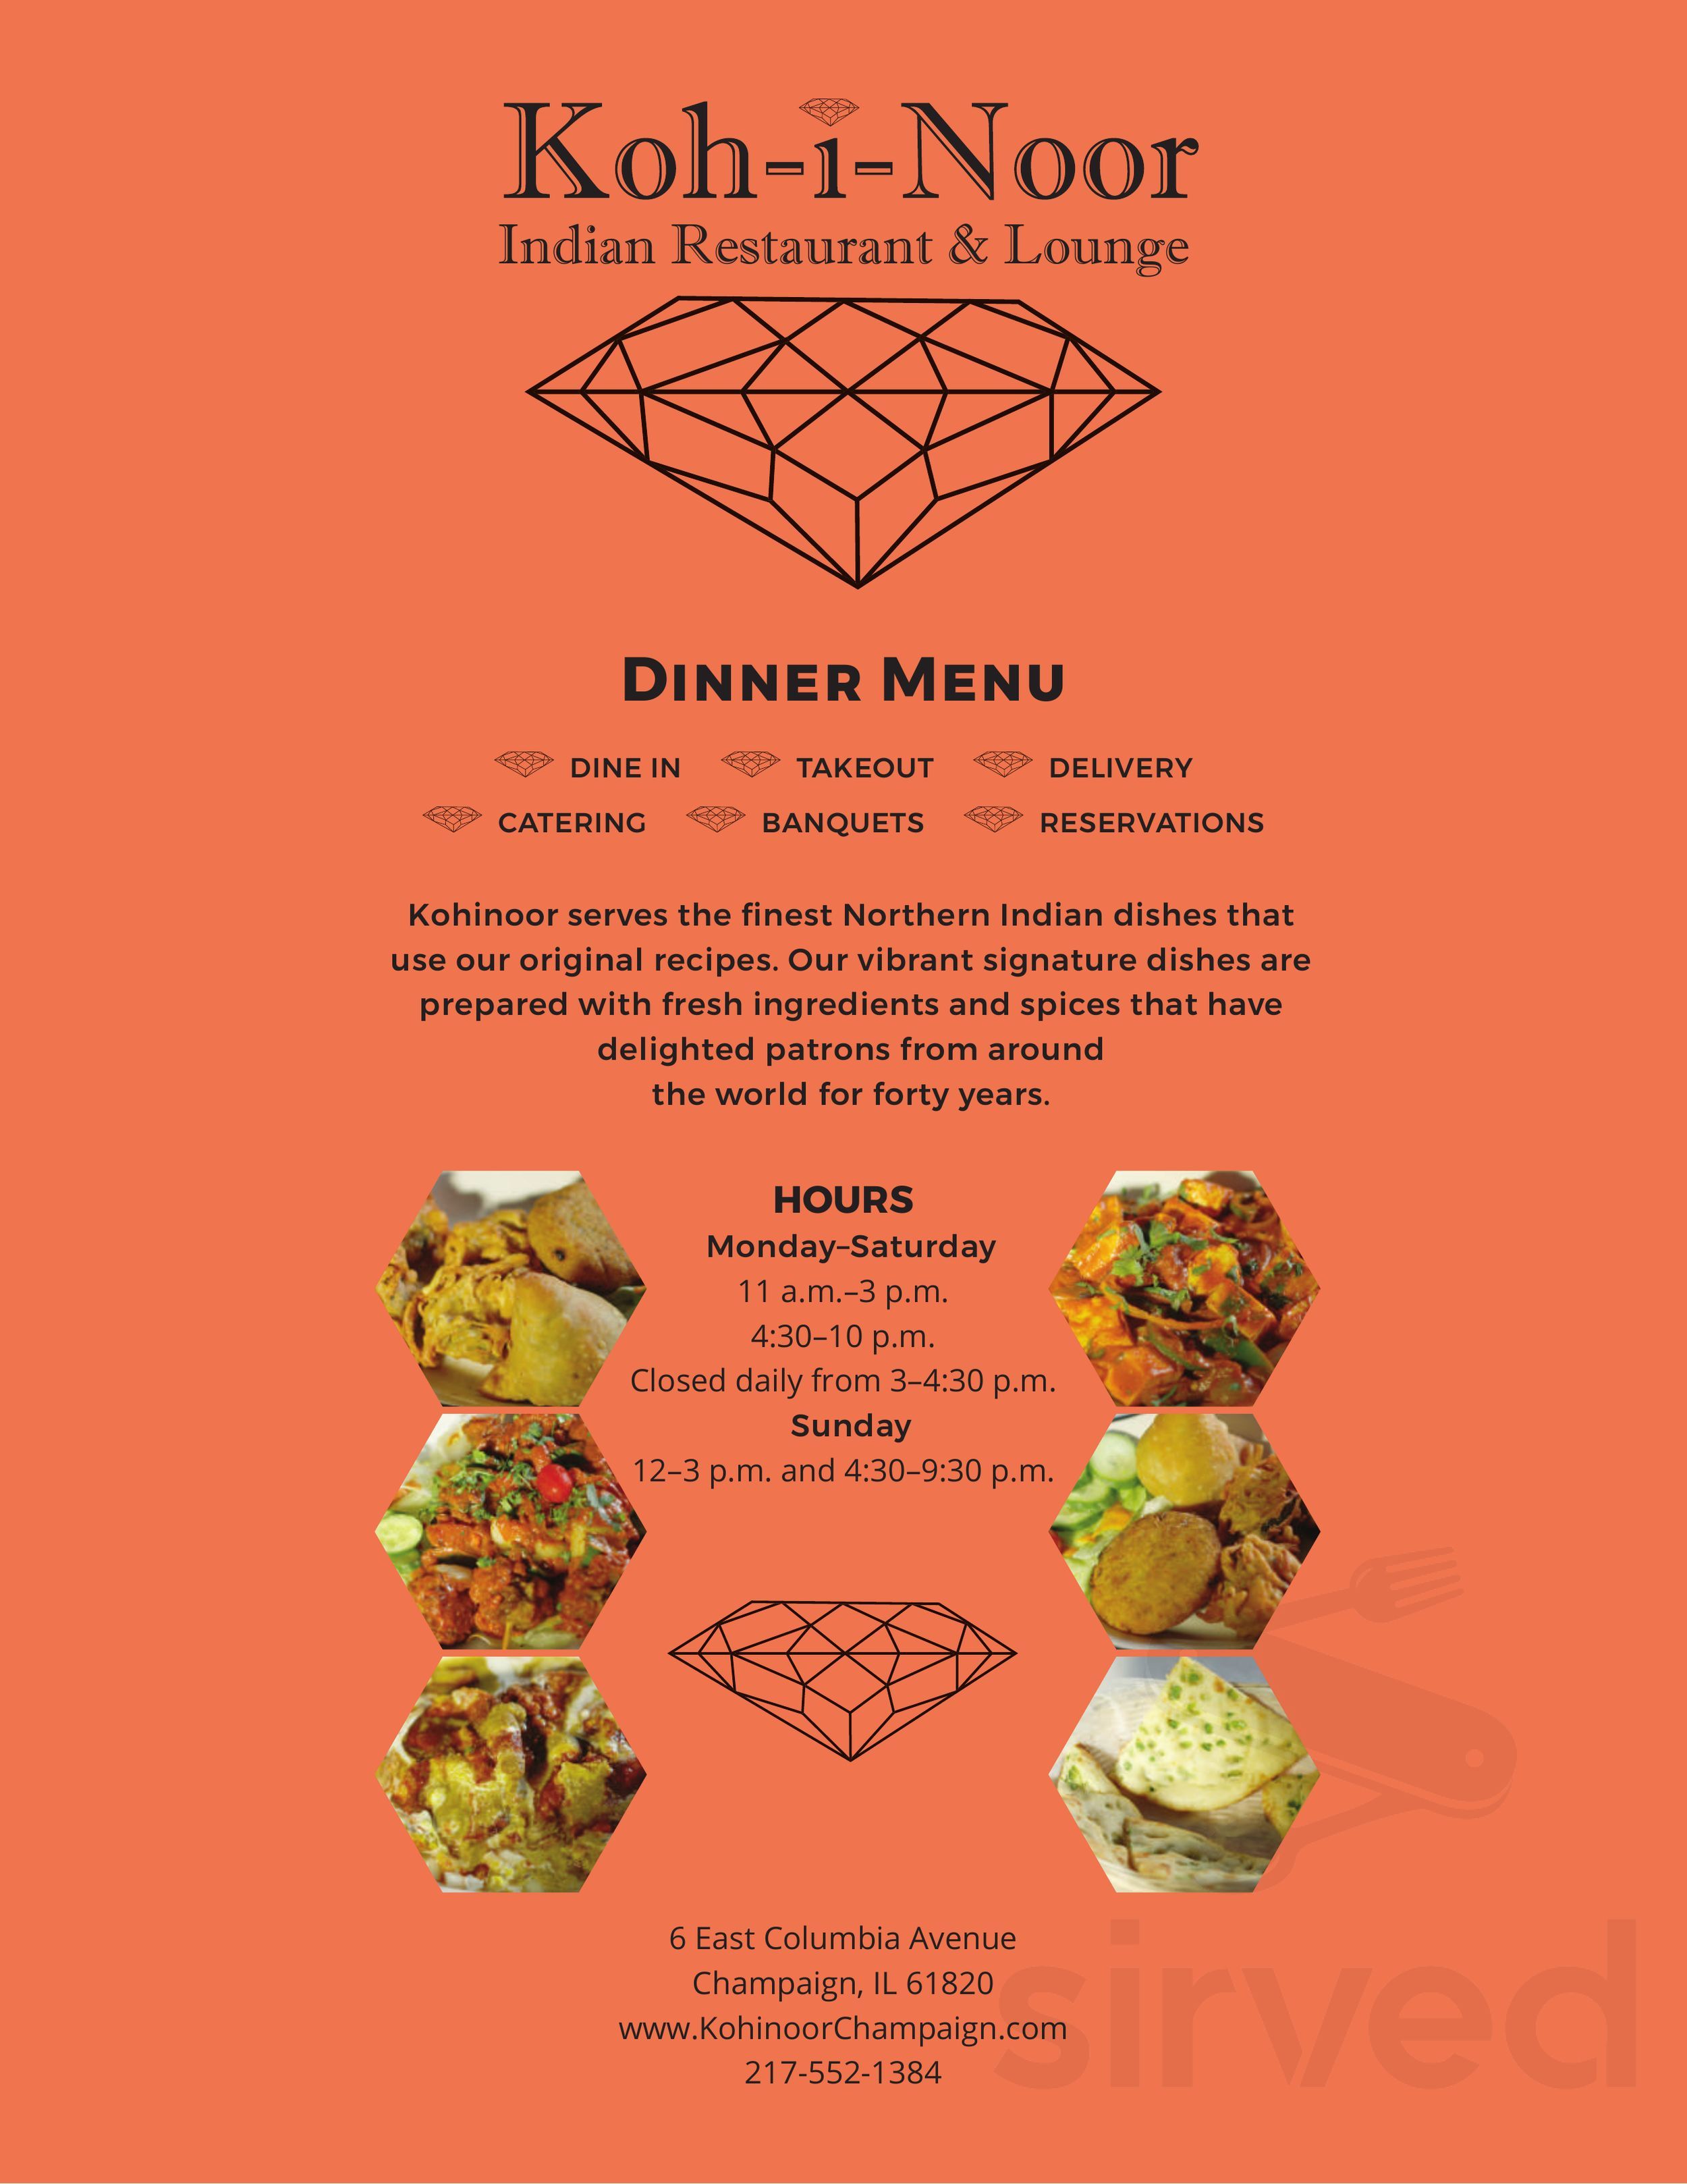 Koh-i-Noor
Indian Restaurant & Lounge
DINNER MENU
DINE IN TAKEOUT DELIVERY
CATERING BANQUETS RESERVATIONS
Kohinoor serves the finest Northern Indian dishes that
use our original recipes. Our vibrant signature dishes are
prepared with fresh ingredients and spices that have
delighted patrons from around
the world for forty years.
HOURS
Monday–Saturday
11 a.m.–3 p.m.
4:30–10 p.m.
Closed daily from 3–4:30 p.m.
Sunday
12–3 p.m. and 4:30–9:30 p.m.
6 East Columbia Avenue
Champaign, IL 61820
www.KohinoorChampaign.com
217-552-1384
sirved